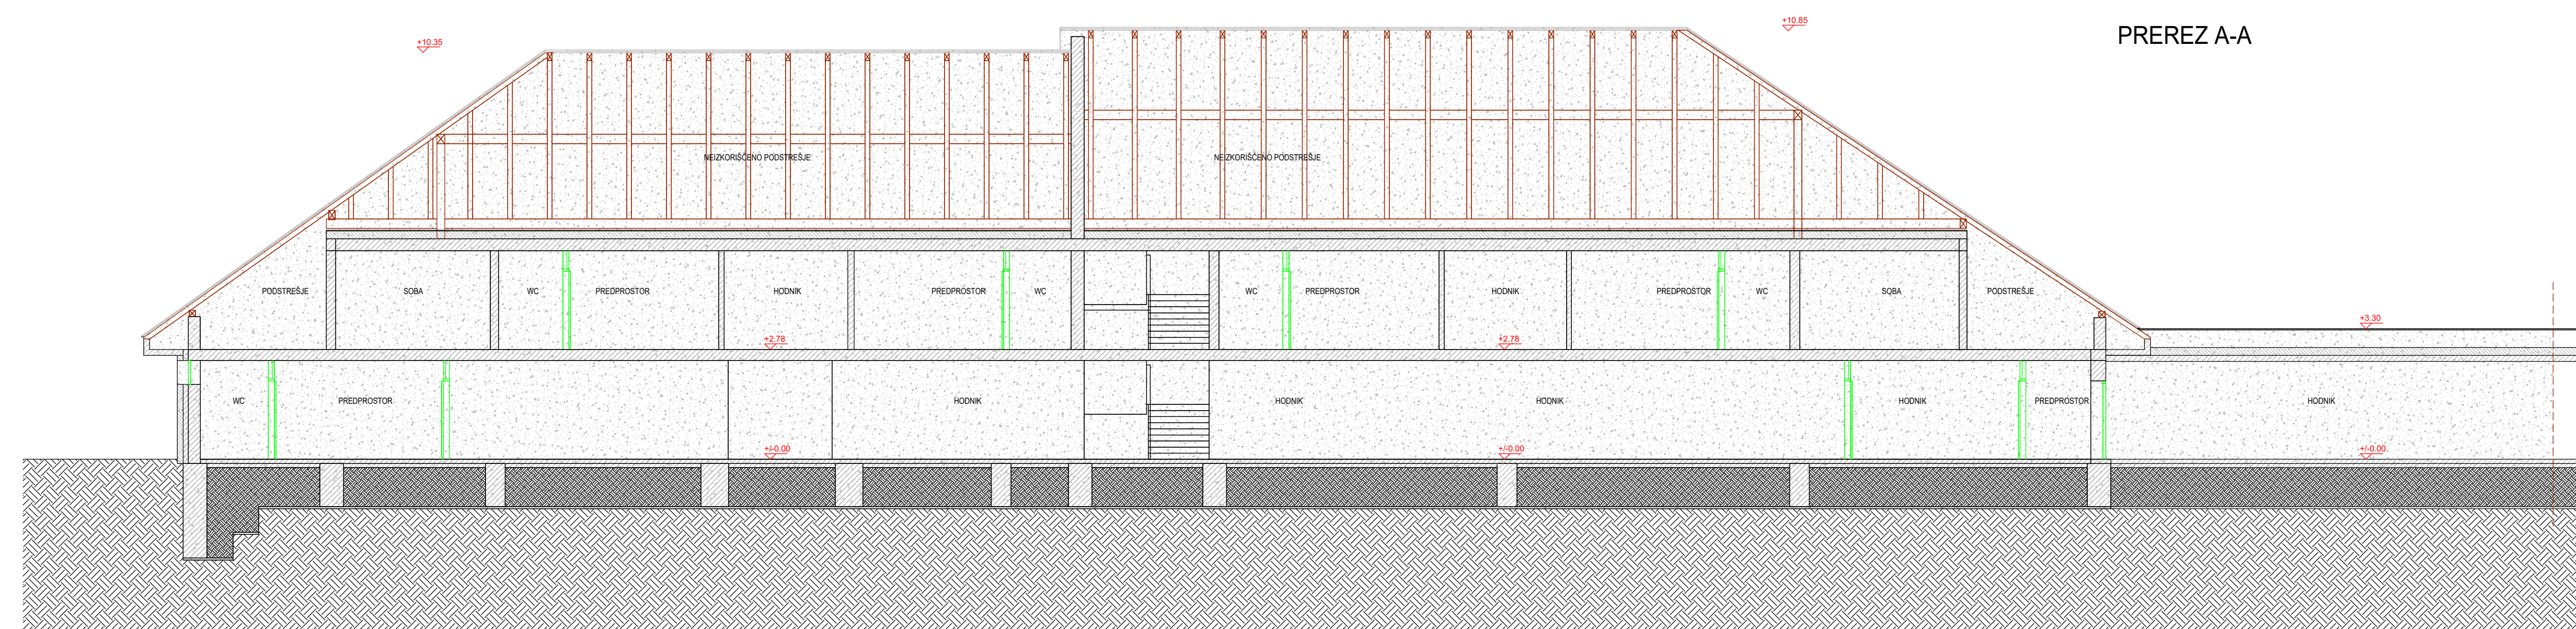 +10.85
PREREZ A-A
+10.35
NEIZKORIŠČENO PODSTREŠJE
NEIZKORIŠČENO PODSTREŠJE
PODSTREŠJE
SOBA
WC
PREDPROSTOR
HODNIK
PREDPROSTOR
WC
WC
PREDPROSTOR
HODNIK
PREDPROSTOR
WC
SOBA
PODSTREŠJE
+3.30
+2.78
+2.78
WC
PREDPROSTOR
HODNIK
HODNIK
HODNIK
HODNIK
PREDPROSTOR
HODNIK
+/-0.00
+/-0.00
+/-0.00